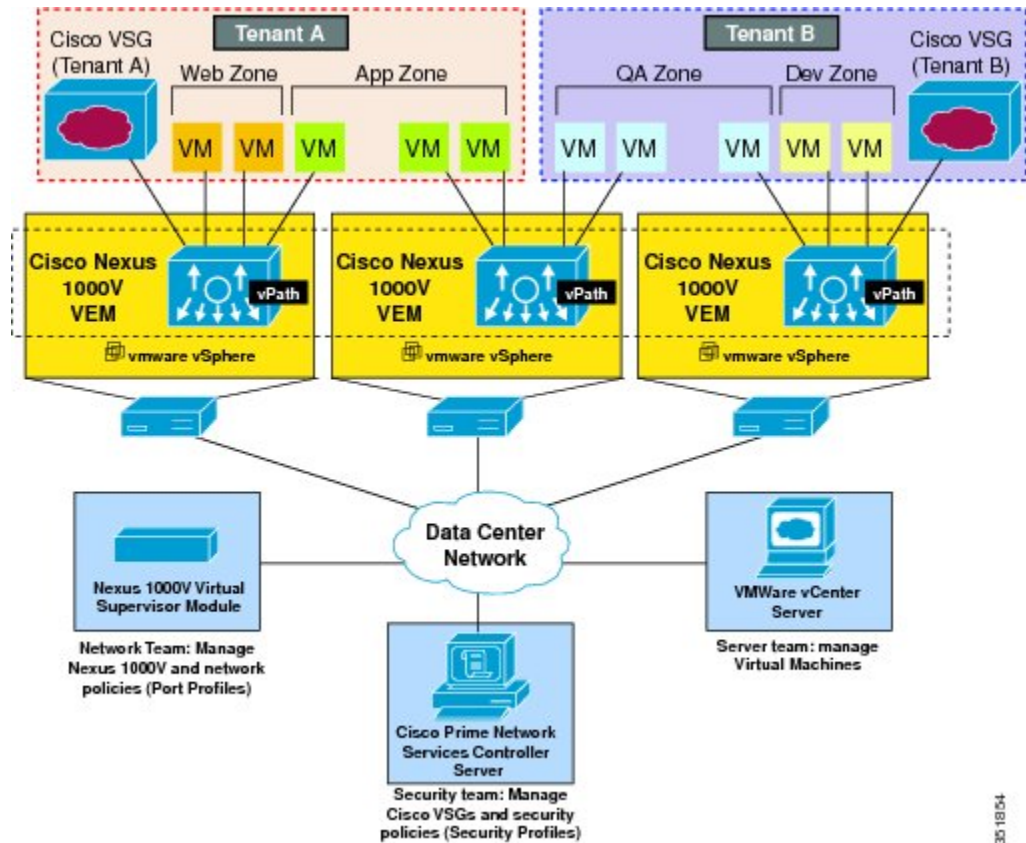 Cisco VSG
(Tenant A)
Tenant A
Web Zone
App Zone
VM
VM
VM
VM
VM
Tenant B
QA Zone
Dev Zone
Cisco VSG
(Tenant B)
VM
VM
VM
VM
VM
Cisco Nexus
1000V
VEM
vPath
vmware vSphere
Cisco Nexus
1000V
VEM
vPath
vmware vSphere
Cisco Nexus
1000V
VEM
vPath
vmware vSphere
Data Center
Network
Nexus 1000V Virtual
Supervisor Module
Network Team: Manage
Nexus 1000V and network
policies (Port Profiles)
VMWare vCenter
Server
Server team: manage
Virtual Machines
Cisco Prime Network
Services Controller
Server
Security team: Manage
Cisco VSGs and security
policies (Security Profiles)
351854